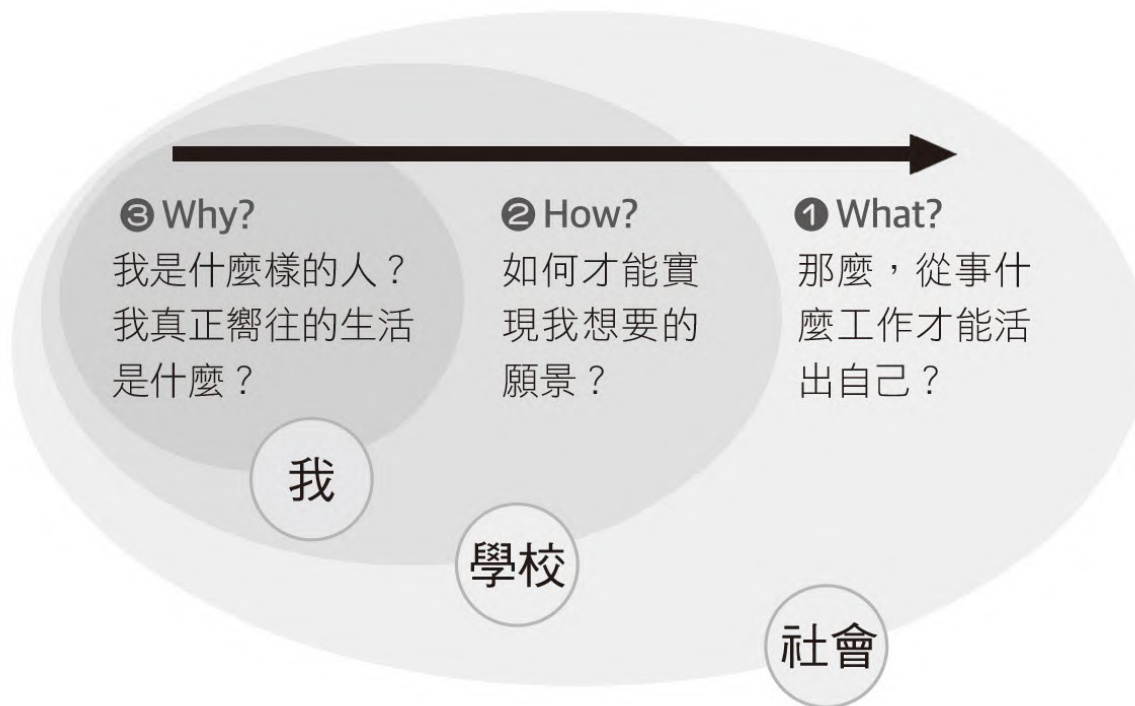 ❸ Why?
我是什麼樣的人？
我真正嚮往的生活
是什麼？
❷ How?
如何才能實
現我想要的
願景？
❶ What?
那麼，從事什
麼工作才能活
出自己？
我
學校
社會